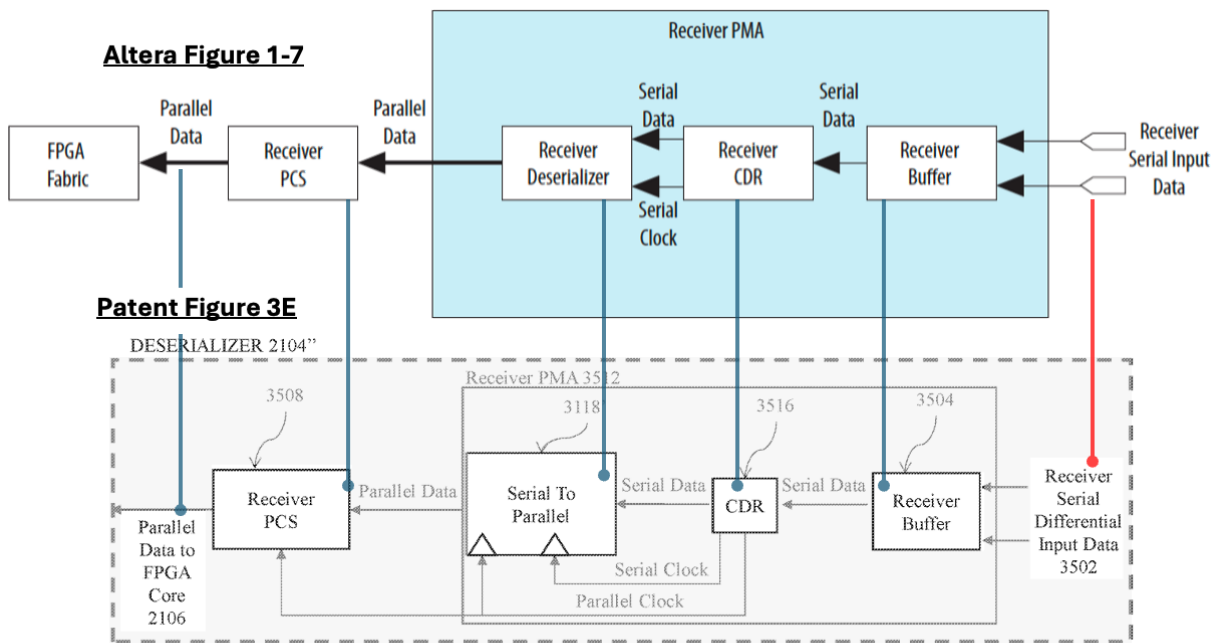 Receiver PMA
Altera Figure 1-7
Parallel
Data
Parallel
Data
Serial
Data
Serial
Data
FPGA
Fabric
Receiver
PCS
Receiver
Deserializer
Receiver
CDR
Receiver
Buffer
Receiver
Serial Input
Data
Serial
Clock
Patent Figure 3E
DESERIALIZER 2104”
Receiver PMA 3512
3508
3118'
3516
3504
Receiver
PCS
Parallel Data
Serial To
Parallel
Serial Data
CDR
Serial Data
Receiver
Buffer
Receiver
Serial
Differential
Input Data
3502
Parallel
Data to
FPGA
Core
2106
Serial Clock
Parallel Clock